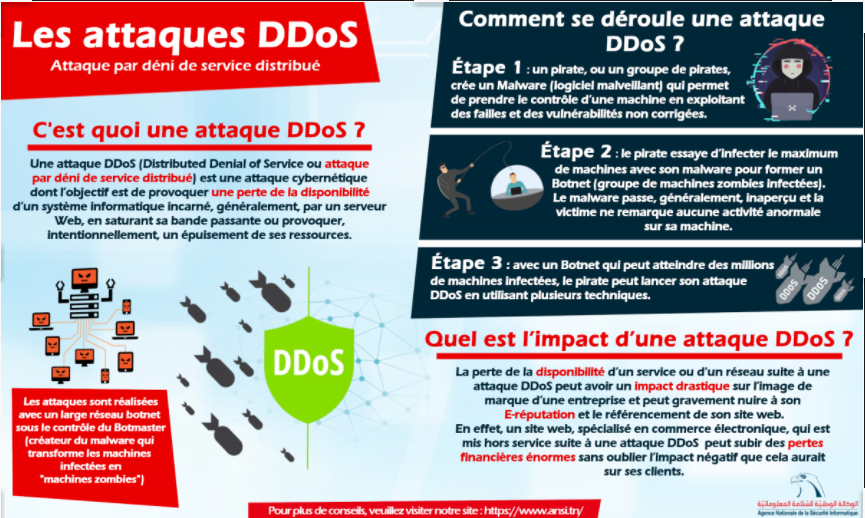 Les attaques DDoS
Attaque par déni de service distribué
C'est quoi une attaque DDoS ?
Une attaque DDoS (Distributed Denial of Service ou attaque
par déni de service distribué) est une attaque cybernétique
dont l'objectif est de provoquer une perte de la disponibilité
d'un système informatique incarné, généralement, par un serveur
Web, en saturant sa bande passante ou provoquer,
intentionnellement, un épuisement de ses ressources.
DDoS
Les attaques sont réalisées
avec un large réseau botnet
sous le contrôle du Botmaster
(créateur du malware qui
transforme les machines
infectées en
"machines zombies")
Comment se déroule une attaque
DDoS ?
Étape 1 : un pirate, ou un groupe de pirates,
crée un Malware (logiciel malveillant) qui permet
de prendre le contrôle d'une machine en exploitant
des failles et des vulnérabilités non corrigées.
Étape 2 : le pirate essaye d'infecter le maximum
de machines avec son malware pour former un
Botnet (groupe de machines zombies infectées).
Le malware passe, généralement, inaperçu et la
victime ne remarque aucune activité anormale
sur sa machine.
Étape 3 : avec un Botnet qui peut atteindre des millions
de machines infectées, le pirate peut lancer son attaque
DDoS en utilisant plusieurs techniques.
DDoS
DDoS
Quel est l'impact d'une attaque DDoS ?
La perte de la disponibilité d'un service ou d'un réseau suite à une
attaque DDoS peut avoir un impact drastique sur l'image de
marque d'une entreprise et peut gravement nuire à son
E-réputation et le référencement de son site web.
En effet, un site web, spécialisé en commerce électronique, qui est
mis hors service suite à une attaque DDoS peut subir des pertes
financières énormes sans oublier l'impact négatif que cela aurait
sur ses clients.
الوكالة الوطنية للسلامة المعلوماتية
Agence Nationale de la Sécurité Informatique
Pour plus de conseils, veuillez visiter notre site : https://www.ansi.tn/